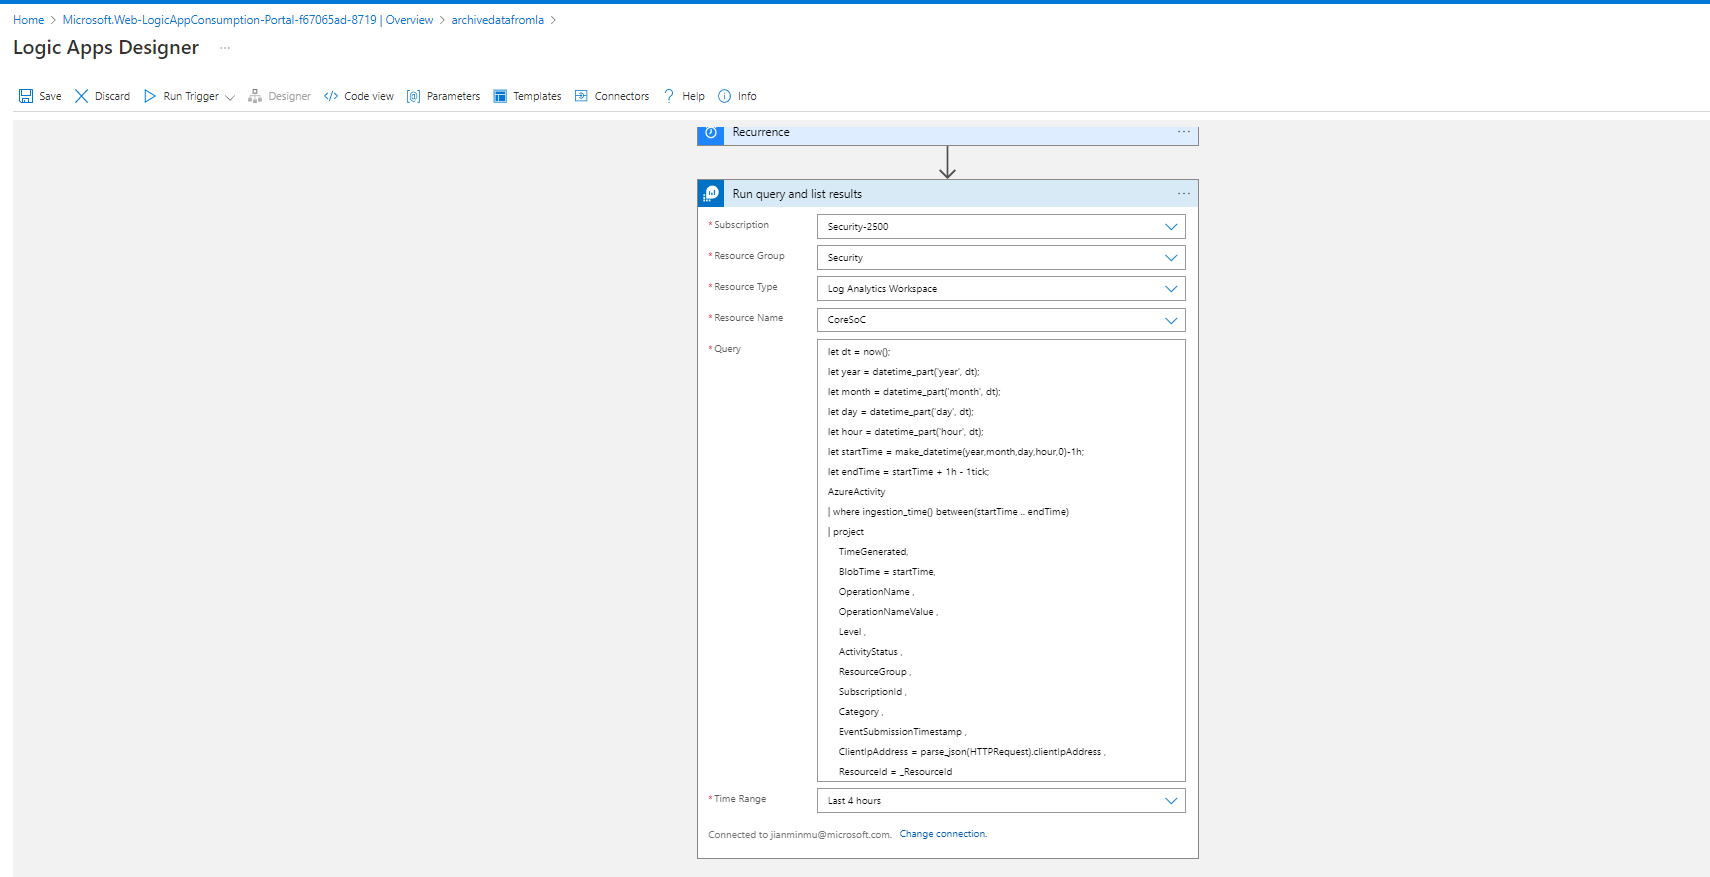 Home > Microsoft.Web-LogicAppConsumption-Portal-f67065ad-8719 | Overview > archivedatafromla >
Logic Apps Designer ...
Save Discard Run Trigger Designer </> Code view [@] Parameters Templates Connectors ? Help Info
Recurrence ...
Run query and list results ...
* Subscription Security-2500
* Resource Group Security
* Resource Type Log Analytics Workspace
* Resource Name CoreSoC
* Query
let dt = now();
let year = datetime_part('year', dt);
let month = datetime_part('month', dt);
let day = datetime_part('day', dt);
let hour = datetime_part('hour', dt);
let startTime = make_datetime(year,month,day,hour,0)-1h;
let endTime = startTime + 1h - 1tick;
AzureActivity
| where ingestion_time() between(startTime .. endTime)
| project
TimeGenerated,
BlobTime = startTime,
OperationName ,
OperationNameValue ,
Level ,
ActivityStatus ,
ResourceGroup ,
SubscriptionId ,
Category ,
EventSubmissionTimestamp ,
ClientIpAddress = parse_json(HTTPRequest).clientIpAddress ,
ResourceId = _ResourceId
* Time Range Last 4 hours
Connected to jianminmu@microsoft.com. Change connection.